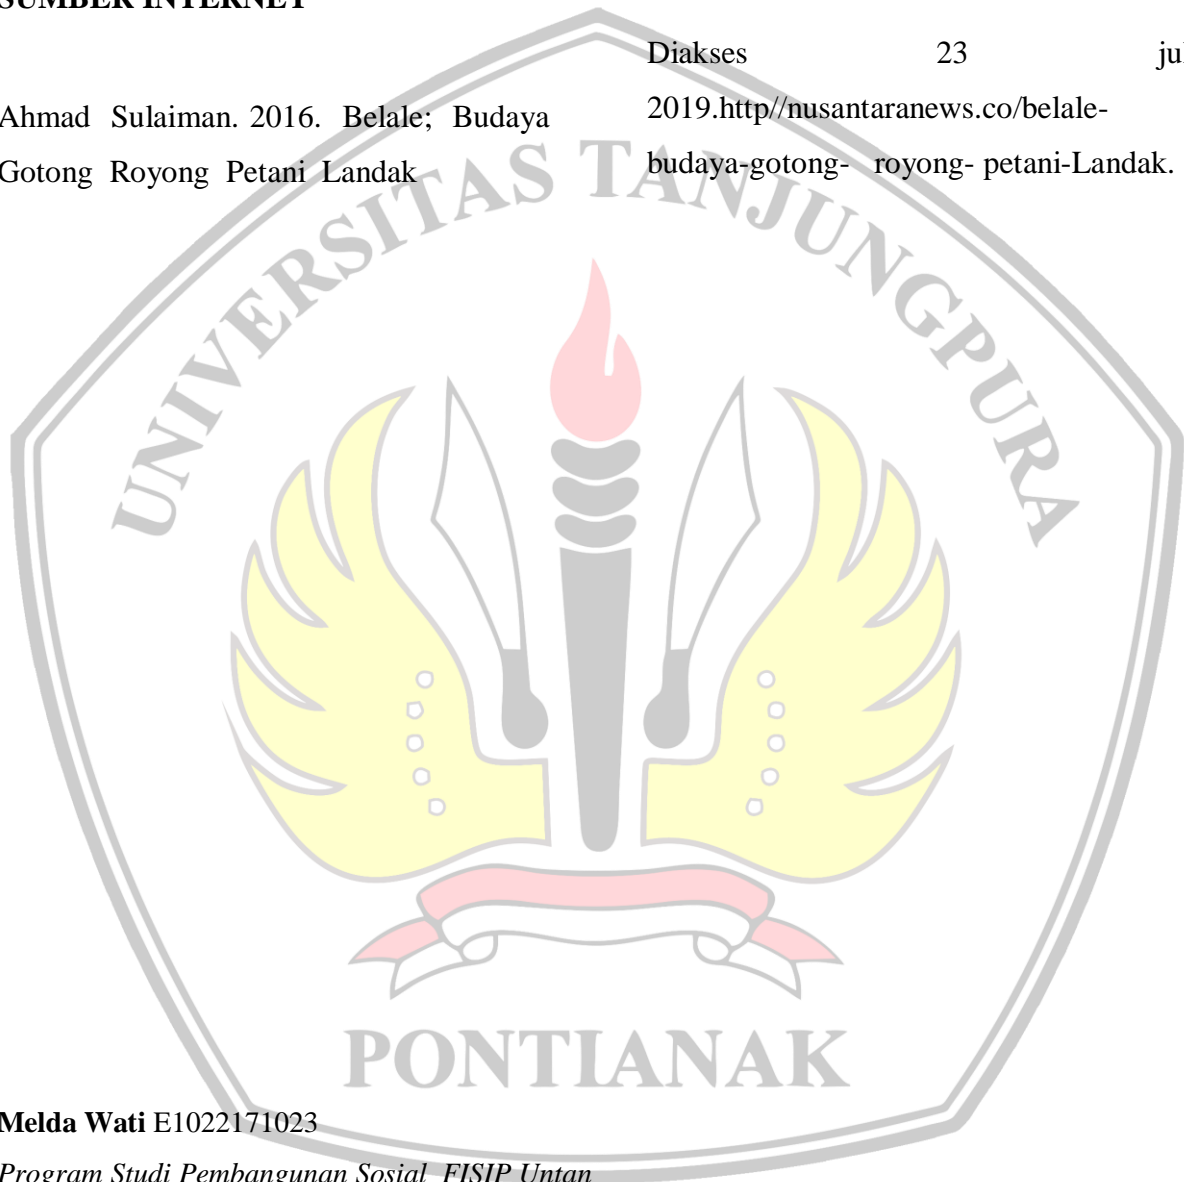 SUMBER INTERNET
Ahmad Sulaiman. 2016. Belale; Budaya
Gotong Royong Petani Landak
Diakses 23 jul
2019.http//nusantaranews.co/belale-
budaya-gotong- royong- petani-Landak.
UNIVERSITAS TANJUNGPURA
PONTIANAK
Melda Wati E1022171023
Program Studi Pembangunan Sosial FISIP Untan